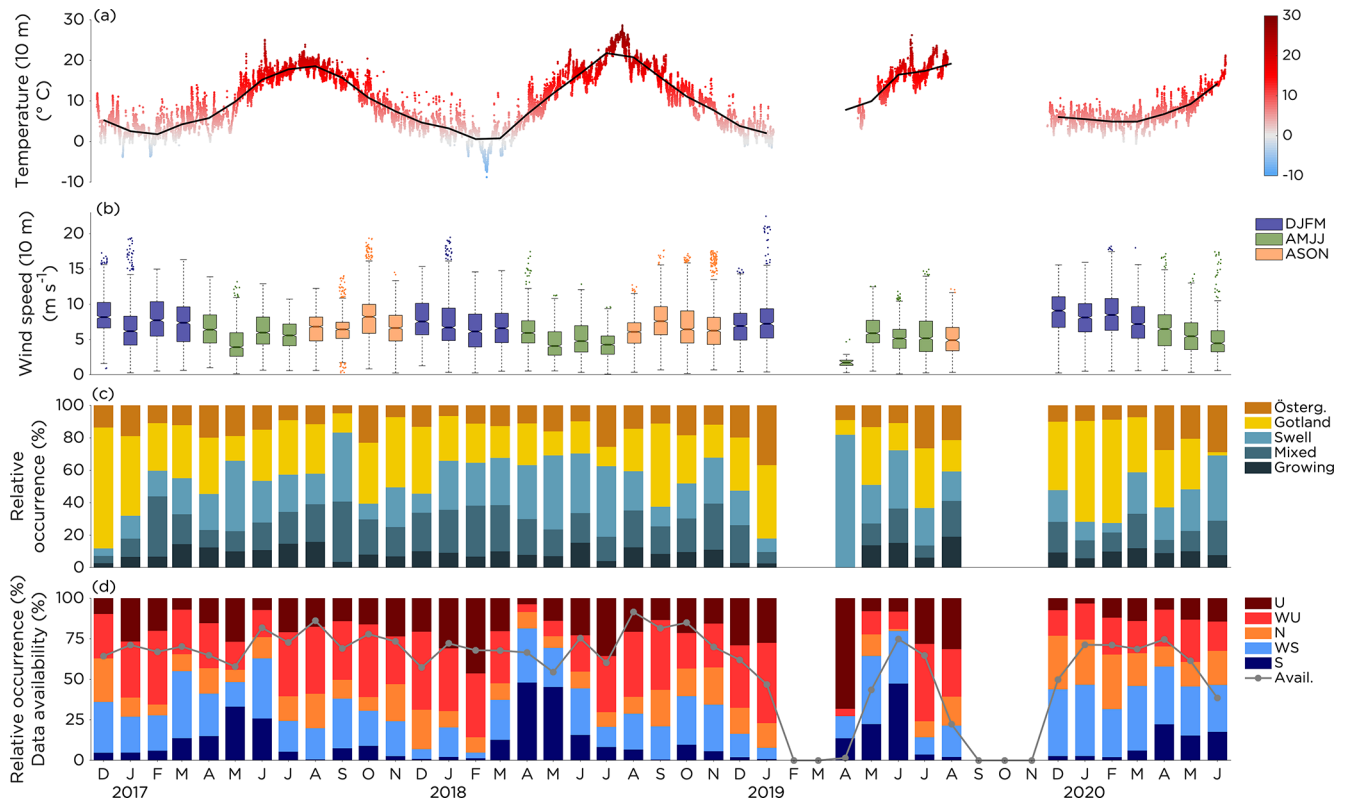 (a)
Temperature (10 m)
(° C)
30
20
10
0
-10
30
20
10
0
-10
(b)
Wind speed (10 m)
(m s⁻¹)
20
15
10
5
0
DJFM
AMJJ
ASON
(c)
Relative
occurrence (%)
100
80
60
40
20
0
Österg.
Gotland
Swell
Mixed
Growing
(d)
Relative occurrence (%)
Data availability (%)
100
75
50
25
0
U
WU
N
WS
S
Avail.
D J F M A M J J A S O N D J F M A M J J A S O N D J F M A M J J A S O N D J F M A M J
2017 2018 2019 2020